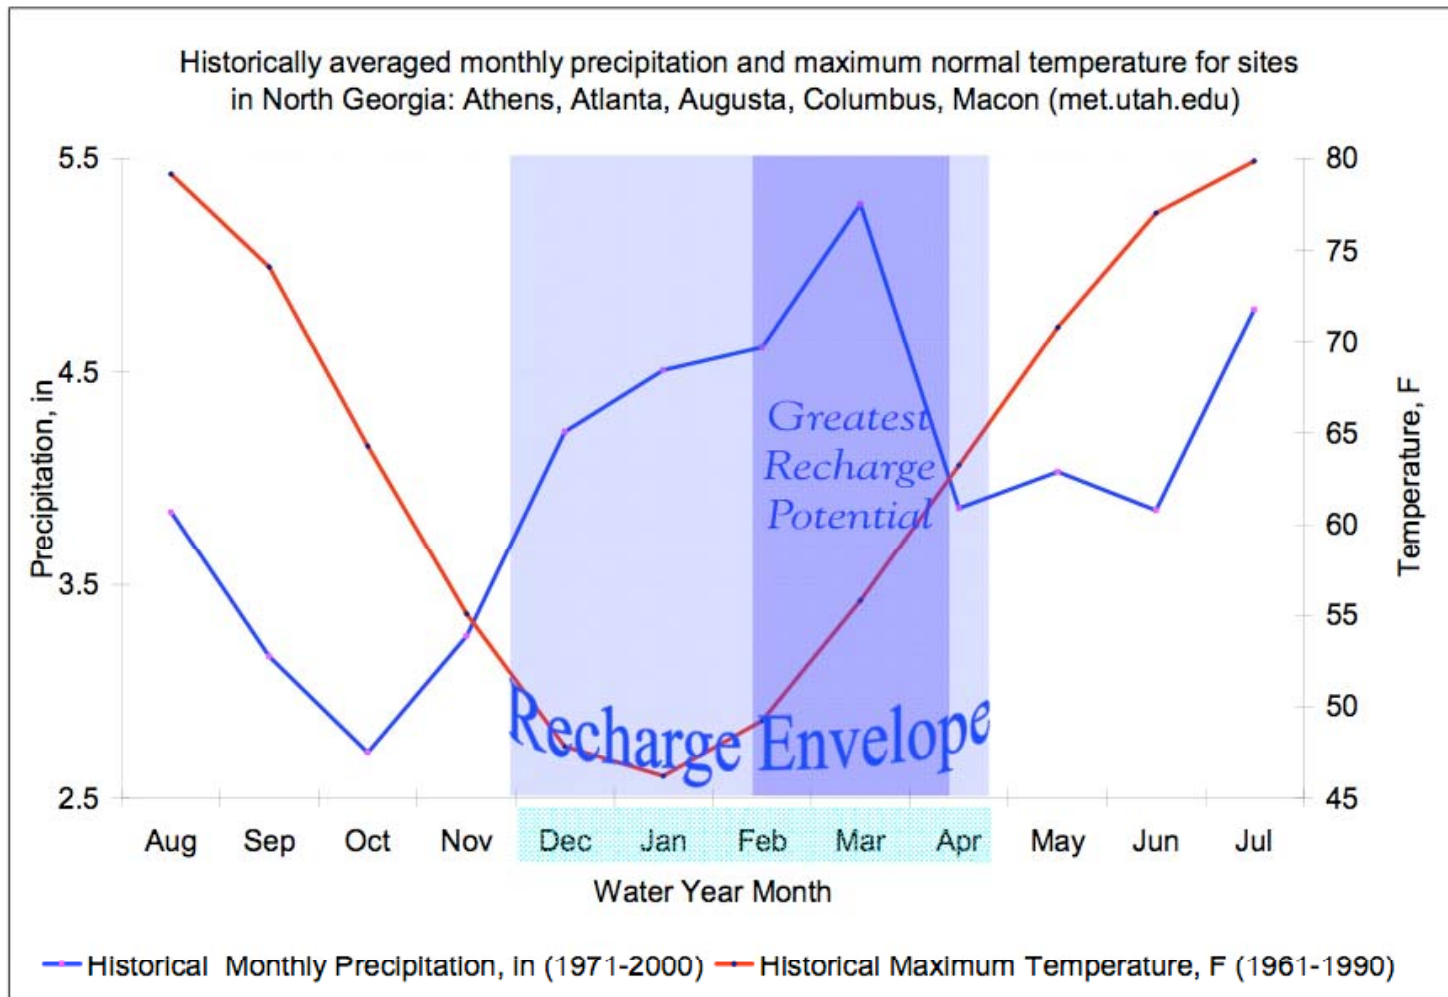 Historically averaged monthly precipitation and maximum normal temperature for sites
in North Georgia: Athens, Atlanta, Augusta, Columbus, Macon (met.utah.edu)
5.5
4.5
3.5
2.5
Precipitation, in
80
75
70
65
60
55
50
45
Temperature, F
Greatest
Recharge
Potential
Recharge Envelope
Aug Sep Oct Nov Dec Jan Feb Mar Apr May Jun Jul
Water Year Month
Historical Monthly Precipitation, in (1971-2000) Historical Maximum Temperature, F (1961-1990)